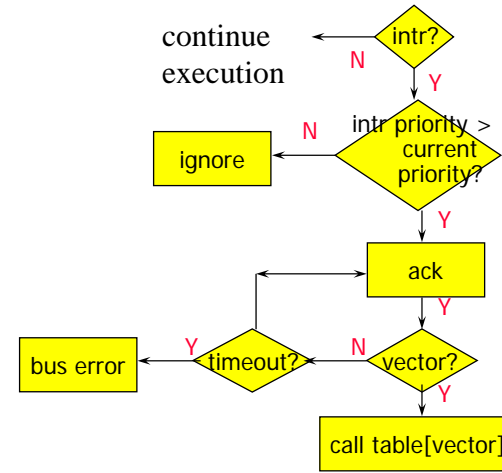 continue
execution
intr?
N
Y
intr priority >
current
priority?
N
ignore
Y
ack
Y
vector?
N
timeout?
Y
bus error
Y
call table[vector]